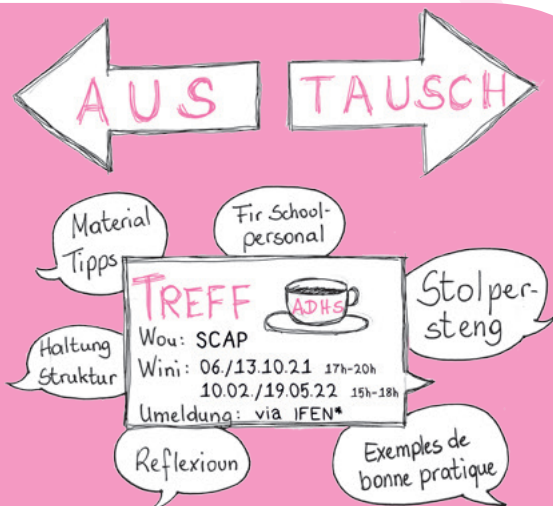 AUS TAUSCH
Material
Tipps
Fir School-
personal
TREFF
ADHS
Wou: SCAP
Wini: 06./13.10.21 17h-20h
10.02./19.05.22 15h-18h
Umeldung: via IFEN*
Stolper-
steng
Haltung
Struktur
Reflexioun
Exemples de
bonne pratique